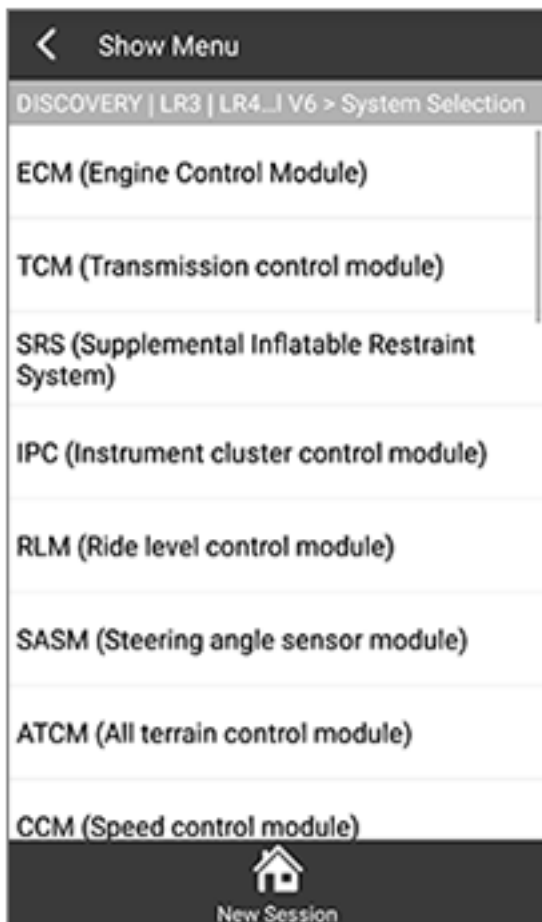 Show Menu
DISCOVERY | LR3 | LR4...l V6 > System Selection
ECM (Engine Control Module)
TCM (Transmission control module)
SRS (Supplemental Inflatable Restraint
System)
IPC (Instrument cluster control module)
RLM (Ride level control module)
SASM (Steering angle sensor module)
ATCM (All terrain control module)
CCM (Speed control module)
New Session